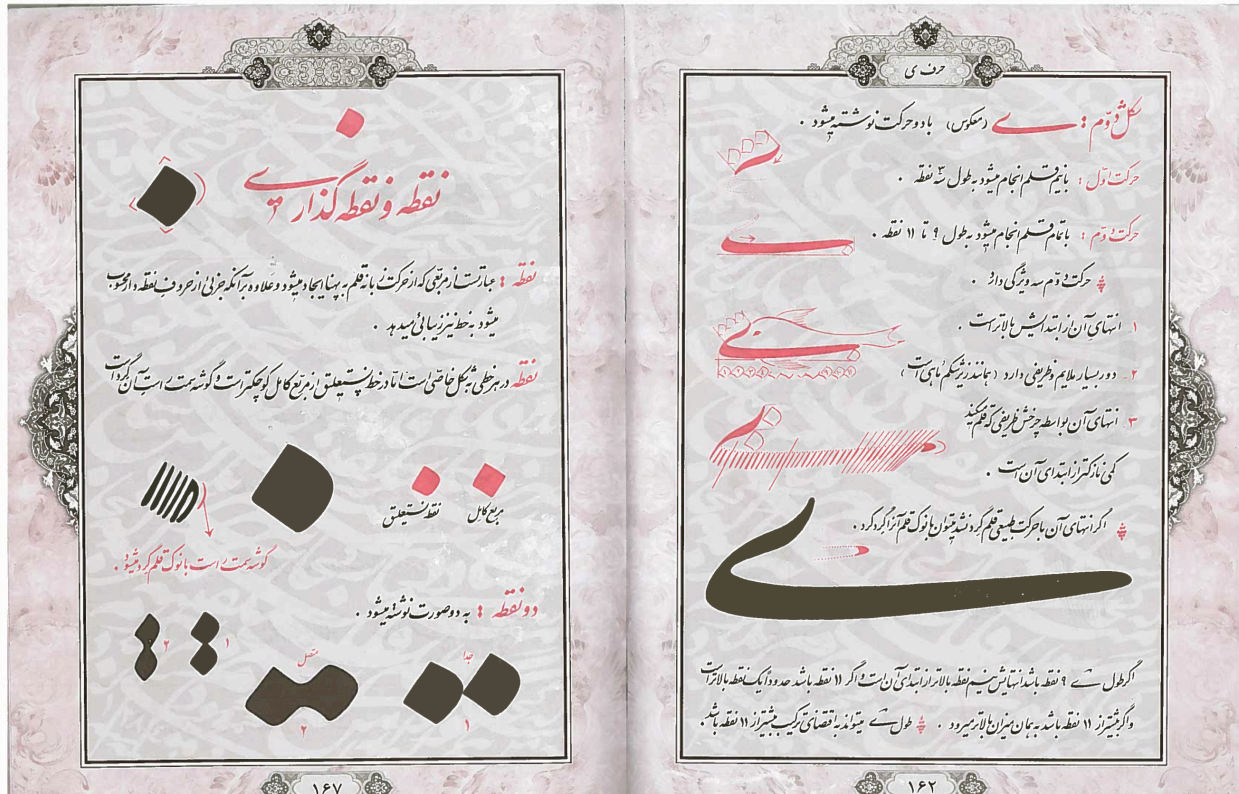 حرف ی
شکل دوم : ے (معکوس) با دو حرکت نوشته میشود .
حرکت اول : با نیم قلم انجام میشود به طول سه ۳ نقطه .
حرکت دوم : با تمام قلم انجام میشود به طول ۹ تا ۱۱ نقطه .
حرکت دوم سه ویژگی دارد .
۱ انتهای آن از ابتدایش بالاتر است .
۲ـ دور بسیار ملایم و ظریفی دارد ( همانند زیر شکم ماهی است )
۳ انتهای آن بواسطه چرخش ظریفی که قلم میکند
کمی نازکتر از ابتدای آن است .
اگر انتهای آن با حرکت طبیعی قلم گرد نشد میتوان با نوک قلم آنرا گرد کرد .
ے
اگر طول ے ۹ نقطه باشد انتهایش نیم نقطه بالاتر از ابتدای آن است و اگر ۱۱ نقطه باشد حدوداً یک نقطه بالاتر است
و اگر بیشتر از ۱۱ نقطه باشد به همان میزان بالاتر میرود . طول ے میتواند به اقتضای ترکیب بیشتر از ۱۱ نقطه باشد .
۱۶۲
نقطه و نقطه گذاری
نقطه : عبارتست از مربعی که از حرکت زبانه قلم به پهنا ایجاد میشود و علاوه بر آنکه جزئی از حروف نقطه دار محسوب
میشود به خط نیز زیبائی میدهد .
نقطه در هر خطی به شکل خاصی است اما در خط نستعلیق از مربع کامل کوچکتر است و گوشه سمت راست آن کمی گرد است
مربع کامل
نقطه نستعلیق
گوشه سمت راست با نوک قلم گرد میشود .
دو نقطه : به دو صورت نوشته میشود .
۱
۲
جدا
متصل
۱
۲
۱۶۷